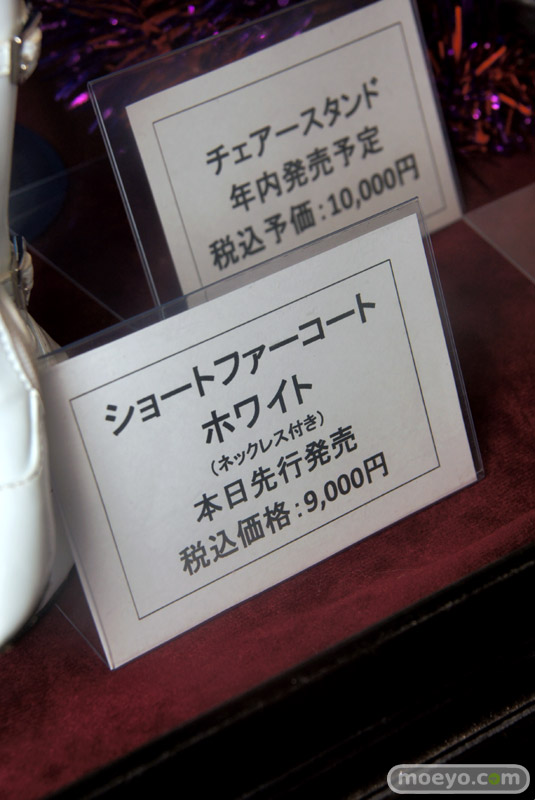 チェアースタンド
年内発売予定
税込予価:10,000円
ショートファーコート
ホワイト
(ネックレス付き)
本日先行発売
税込価格:9,000円
moeyo.com